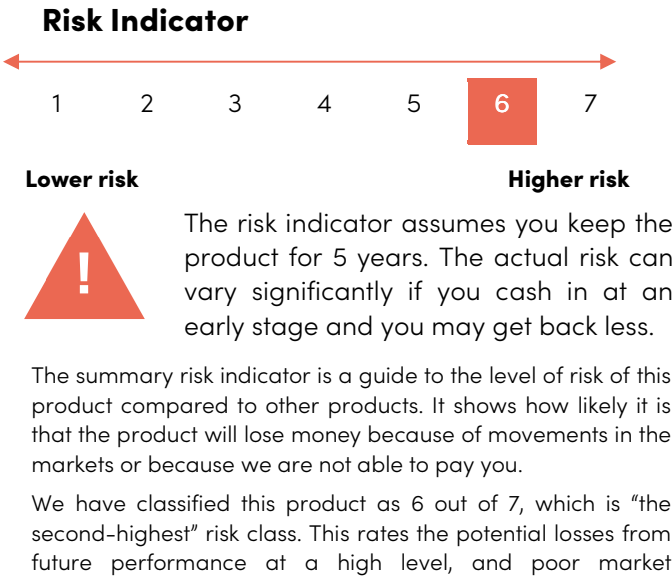 Risk Indicator
1 2 3 4 5 6 7
Lower risk Higher risk
!
The risk indicator assumes you keep the
product for 5 years. The actual risk can
vary significantly if you cash in at an
early stage and you may get back less.
The summary risk indicator is a guide to the level of risk of this
product compared to other products. It shows how likely it is
that the product will lose money because of movements in the
markets or because we are not able to pay you.
We have classified this product as 6 out of 7, which is “the
second-highest” risk class. This rates the potential losses from
future performance at a high level, and poor market